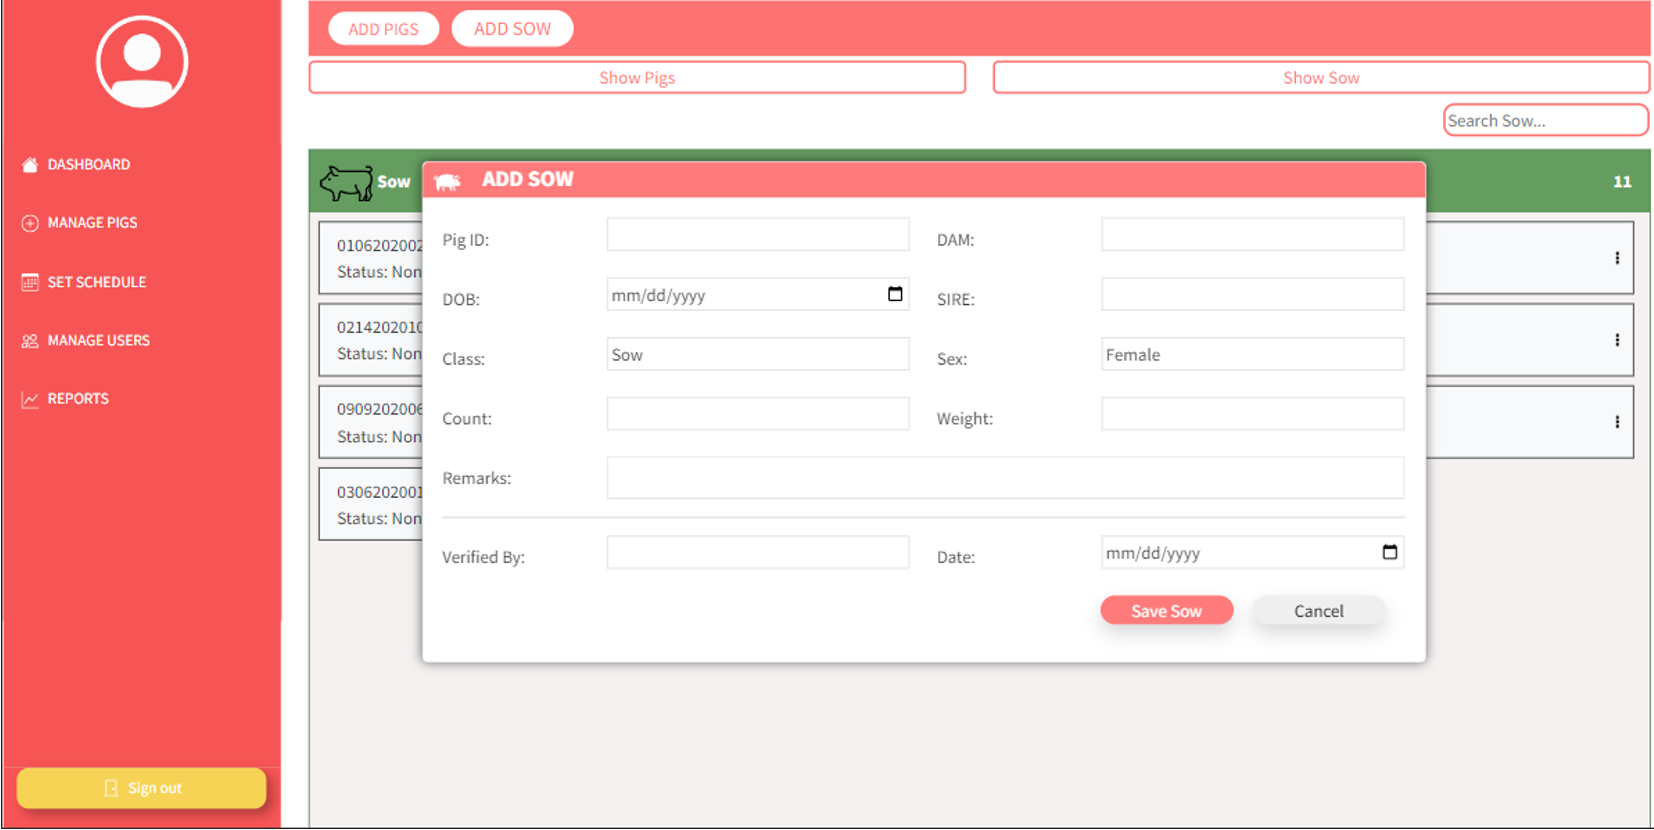 DASHBOARD
MANAGE PIGS
SET SCHEDULE
MANAGE USERS
REPORTS
Sign out
ADD PIGS ADD SOW
Show Pigs Show Sow
Search Sow...
Sow 11
0106202002
Status: Non
0214202010
Status: Non
0909202006
Status: Non
0306202001
Status: Non
ADD SOW
Pig ID: DAM:
DOB: mm/dd/yyyy SIRE:
Class: Sow Sex: Female
Count: Weight:
Remarks:
Verified By: Date: mm/dd/yyyy
Save Sow Cancel